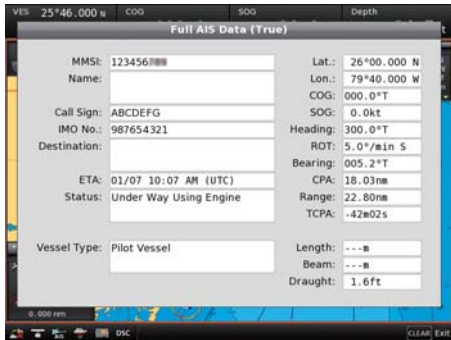 VES 25°46.000 N COG SOG Depth
Full AIS Data (True)
MMSI: 123456
Name:
Call Sign: ABCDEFG
IMO No.: 987654321
Destination:
ETA: 01/07 10:07 AM (UTC)
Status: Under Way Using Engine
Vessel Type: Pilot Vessel
Lat.: 26°00.000 N
Lon.: 79°40.000 W
COG: 000.0°T
SOG: 0.0kt
Heading: 300.0°T
ROT: 5.0°/min S
Bearing: 005.2°T
CPA: 18.03nm
Range: 22.80nm
TCPA: -42m02s
Length: ---m
Beam: ---m
Draught: 1.6ft
0.000 nm
AIS DSC CLEAR Exit